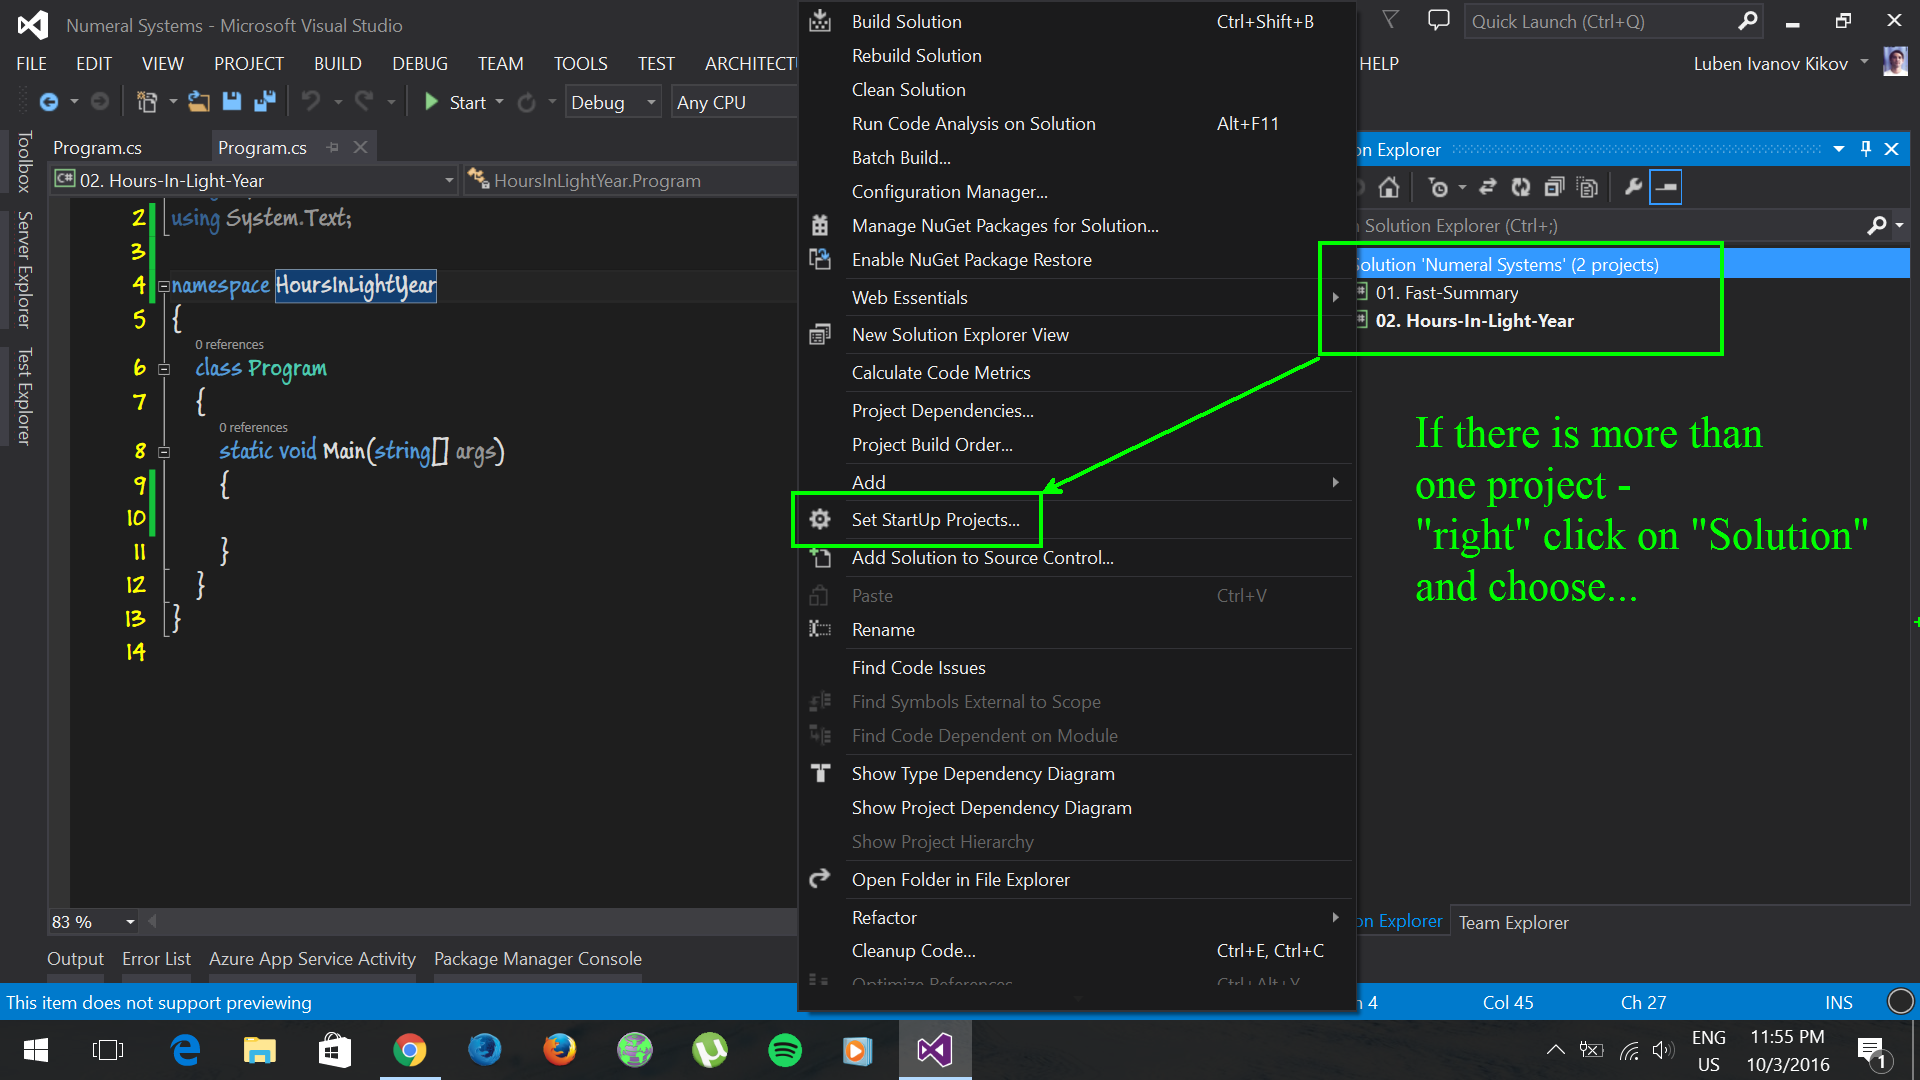 Numeral Systems - Microsoft Visual Studio
Quick Launch (Ctrl+Q)
FILE EDIT VIEW PROJECT BUILD DEBUG TEAM TOOLS TEST ARCHITECTU HELP
Luben Ivanov Kikov
Start Debug Any CPU
Toolbox
Server Explorer
Test Explorer
Program.cs Program.cs
02. Hours-In-Light-Year HoursInLightYear.Program
2 using System.Text;
3
4 namespace HoursInLightYear
5 {
0 references
6 class Program
7 {
0 references
8 static void Main(string[] args)
9 {
10
11 }
12 }
13 }
14
83 %
Output Error List Azure App Service Activity Package Manager Console
This item does not support previewing
Build Solution Ctrl+Shift+B
Rebuild Solution
Clean Solution
Run Code Analysis on Solution Alt+F11
Batch Build...
Configuration Manager...
Manage NuGet Packages for Solution...
Enable NuGet Package Restore
Web Essentials
New Solution Explorer View
Calculate Code Metrics
Project Dependencies...
Project Build Order...
Add
Set StartUp Projects...
Add Solution to Source Control...
Paste Ctrl+V
Rename
Find Code Issues
Find Symbols External to Scope
Find Code Dependent on Module
Show Type Dependency Diagram
Show Project Dependency Diagram
Show Project Hierarchy
Open Folder in File Explorer
Refactor
Cleanup Code... Ctrl+E, Ctrl+C
Optimize References Ctrl+Alt+Y
on Explorer
Solution Explorer (Ctrl+;)
olution 'Numeral Systems' (2 projects)
01. Fast-Summary
02. Hours-In-Light-Year
If there is more than
one project -
"right" click on "Solution"
and choose...
on Explorer Team Explorer
n 4 Col 45 Ch 27 INS
ENG
US
11:55 PM
10/3/2016
1